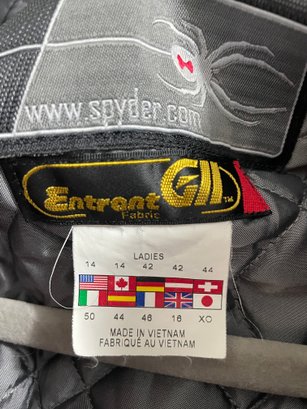 www.spyder.com
Entrant GII™
Fabric
LADIES
14 14 42 42 44
50 44 46 16 XO
MADE IN VIETNAM
FABRIQUÉ AU VIETNAM